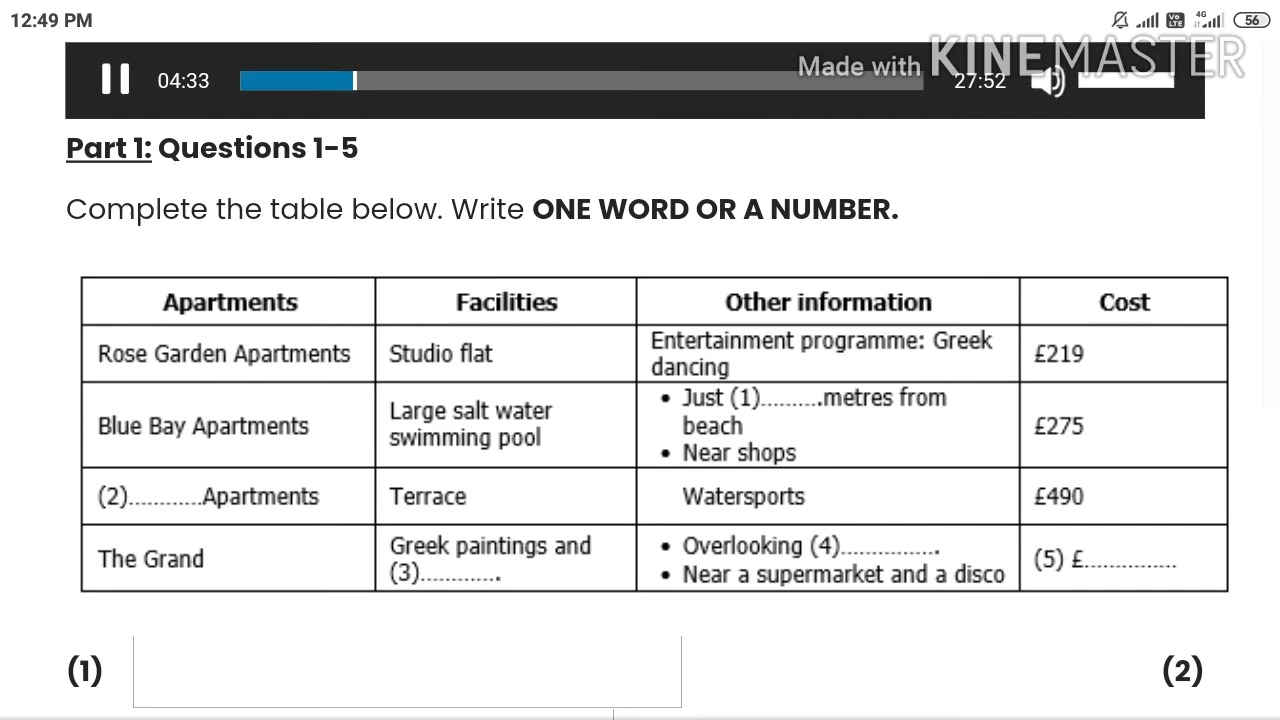 12:49 PM
Vo LTE 4G 56
Made with KINEMASTER
04:33 27:52
Part 1: Questions 1-5
Complete the table below. Write ONE WORD OR A NUMBER.
Apartments Facilities Other information Cost
Rose Garden Apartments Studio flat Entertainment programme: Greek dancing £219
Blue Bay Apartments Large salt water swimming pool • Just (1)..........metres from beach • Near shops £275
(2)............Apartments Terrace Watersports £490
The Grand Greek paintings and (3)............. • Overlooking (4)................ • Near a supermarket and a disco (5) £...............
(1) (2)